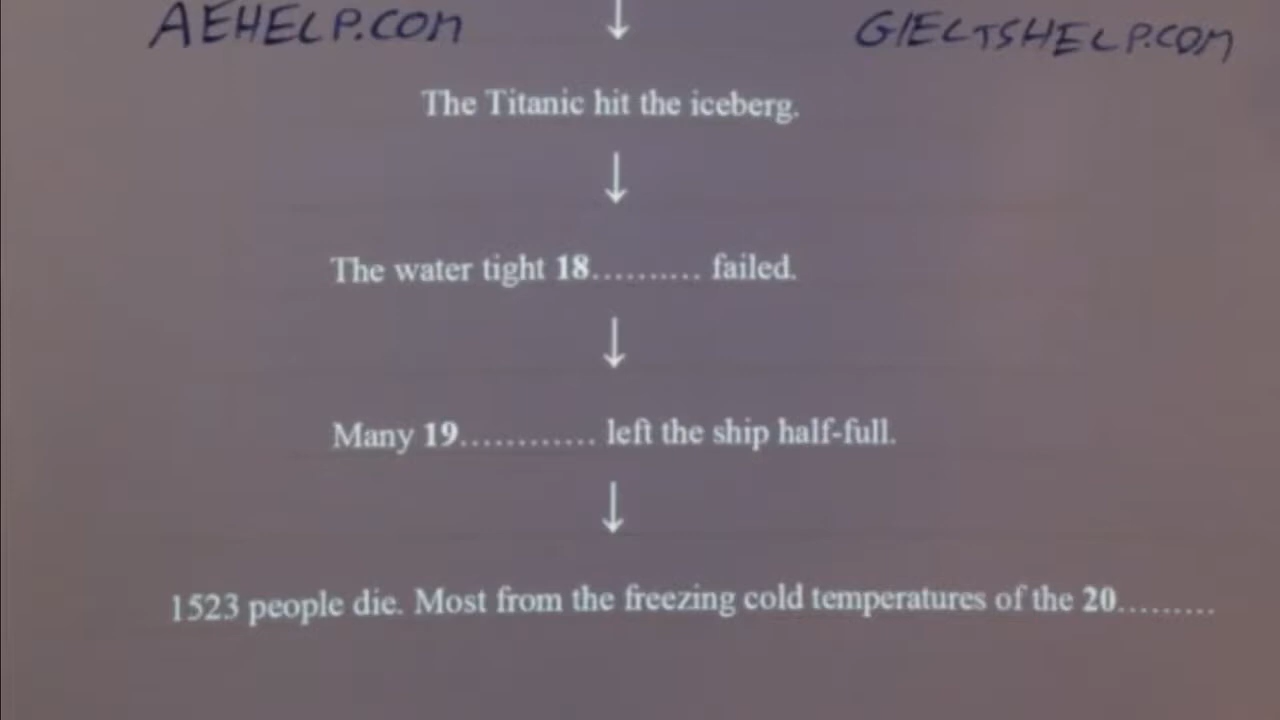 AEHELP.COM
GIELTSHELP.COM
The Titanic hit the iceberg.
The water tight 18.......... failed.
Many 19............ left the ship half-full.
1523 people die. Most from the freezing cold temperatures of the 20.........